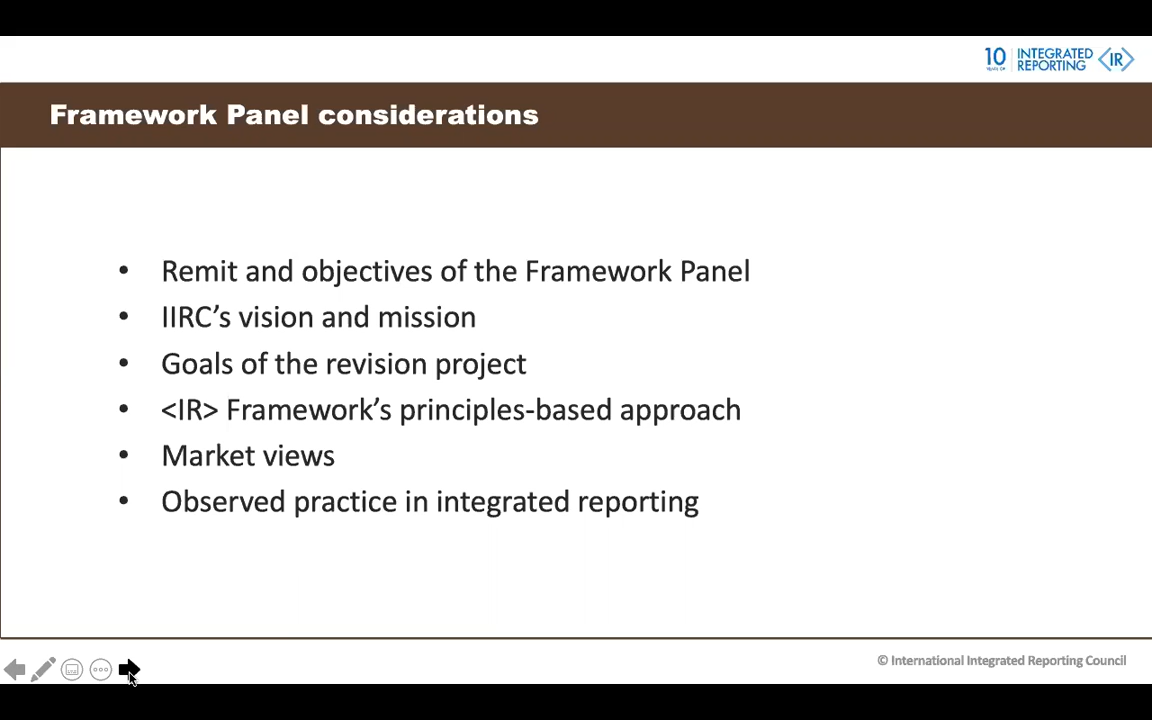 10 INTEGRATED
YEARS OF REPORTING <IR>
Framework Panel considerations
• Remit and objectives of the Framework Panel
• IIRC’s vision and mission
• Goals of the revision project
• <IR> Framework’s principles-based approach
• Market views
• Observed practice in integrated reporting
© International Integrated Reporting Council